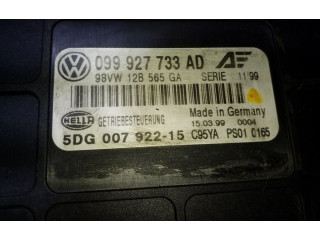 099 927 733 AD
98VW 12B 565 GA SERIE 11 99
HELLA GETRIEBESTEUERUNG Made in Germany
15.03.99 0004
5DG 007 922-15 C95YA PS01 0165